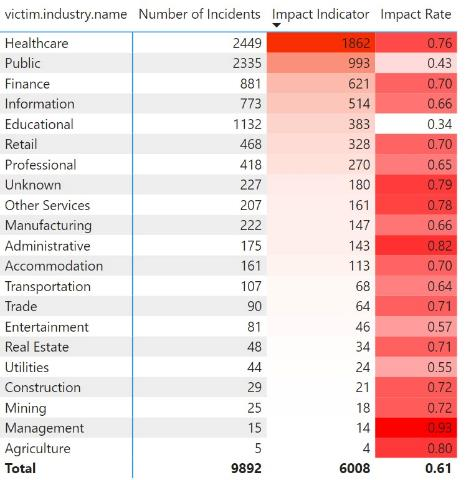 victim.industry.name Number of Incidents Impact Indicator Impact Rate
Healthcare 2449 1862 0.76
Public 2335 993 0.43
Finance 881 621 0.70
Information 773 514 0.66
Educational 1132 383 0.34
Retail 468 328 0.70
Professional 418 270 0.65
Unknown 227 180 0.79
Other Services 207 161 0.78
Manufacturing 222 147 0.66
Administrative 175 143 0.82
Accommodation 161 113 0.70
Transportation 107 68 0.64
Trade 90 64 0.71
Entertainment 81 46 0.57
Real Estate 48 34 0.71
Utilities 44 24 0.55
Construction 29 21 0.72
Mining 25 18 0.72
Management 15 14 0.93
Agriculture 5 4 0.80
Total 9892 6008 0.61